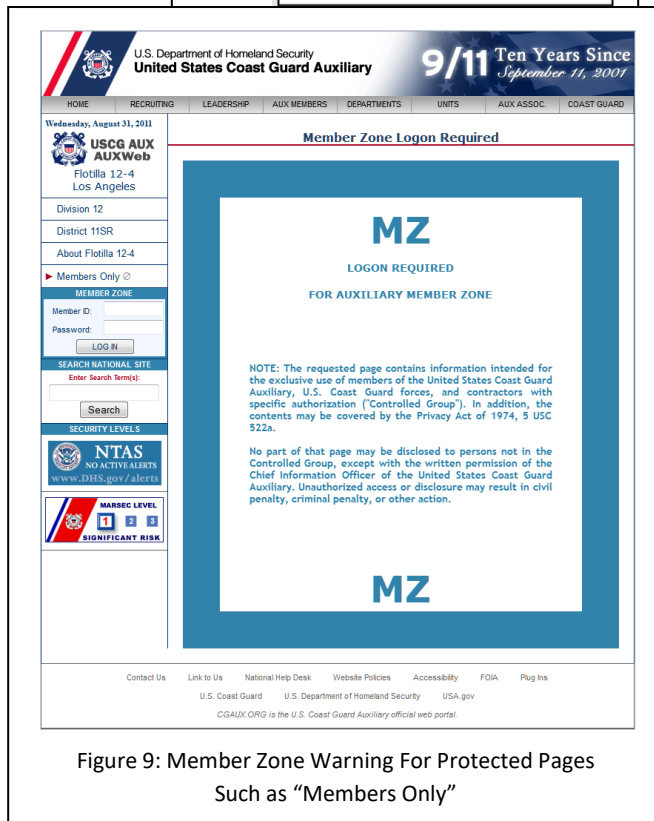 U.S. Department of Homeland Security
United States Coast Guard Auxiliary
9/11 Ten Years Since
September 11, 2001
HOME RECRUITING LEADERSHIP AUX MEMBERS DEPARTMENTS UNITS AUX ASSOC. COAST GUARD
Wednesday, August 31, 2011
USCG AUX
AUXWeb
Flotilla 12-4
Los Angeles
Division 12
District 11SR
About Flotilla 12-4
Members Only
MEMBER ZONE
Member ID:
Password:
LOG IN
SEARCH NATIONAL SITE
Enter Search Term(s):
Search
SECURITY LEVELS
NTAS
NO ACTIVE ALERTS
www.DHS.gov/alerts
MARSEC LEVEL
1 2 3
SIGNIFICANT RISK
Member Zone Logon Required
MZ
LOGON REQUIRED
FOR AUXILIARY MEMBER ZONE
NOTE: The requested page contains information intended for
the exclusive use of members of the United States Coast Guard
Auxiliary, U.S. Coast Guard forces, and contractors with
specific authorization ("Controlled Group"). In addition, the
contents may be covered by the Privacy Act of 1974, 5 USC
522a.
No part of that page may be disclosed to persons not in the
Controlled Group, except with the written permission of the
Chief Information Officer of the United States Coast Guard
Auxiliary. Unauthorized access or disclosure may result in civil
penalty, criminal penalty, or other action.
MZ
Contact Us Link to Us National Help Desk Website Policies Accessibility FOIA Plug Ins
U.S. Coast Guard U.S. Department of Homeland Security USA.gov
CGAUX.ORG is the U.S. Coast Guard Auxiliary official web portal.
Figure 9: Member Zone Warning For Protected Pages
Such as “Members Only”